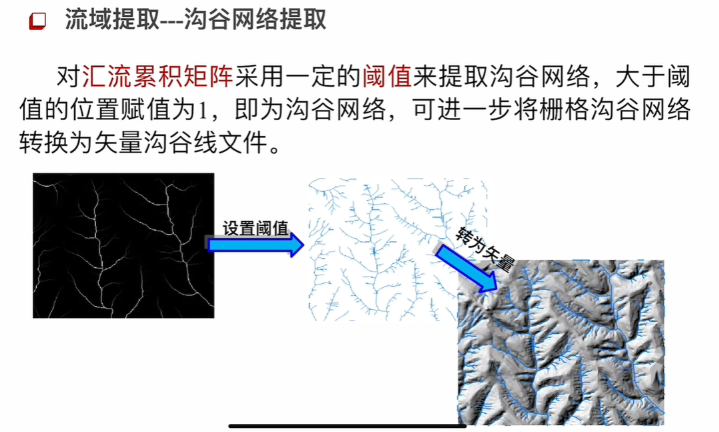 流域提取---沟谷网络提取
对汇流累积矩阵采用一定的阈值来提取沟谷网络，大于阈
值的位置赋值为1，即为沟谷网络，可进一步将栅格沟谷网络
转换为矢量沟谷线文件。
设置阈值
转为矢量